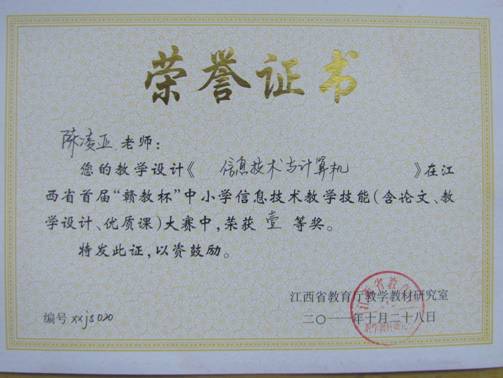 荣誉证书
陈凌亚 老师：
您的教学设计《 信息技术与计算机 》在江
西省首届“赣教杯”中小学信息技术教学技能(含论文、教
学设计、优质课)大赛中,荣获 壹 等奖。
特发此证,以资鼓励。
江西省教育厅教学教材研究室
编号 xxjs020
二〇一一年十月二十八日